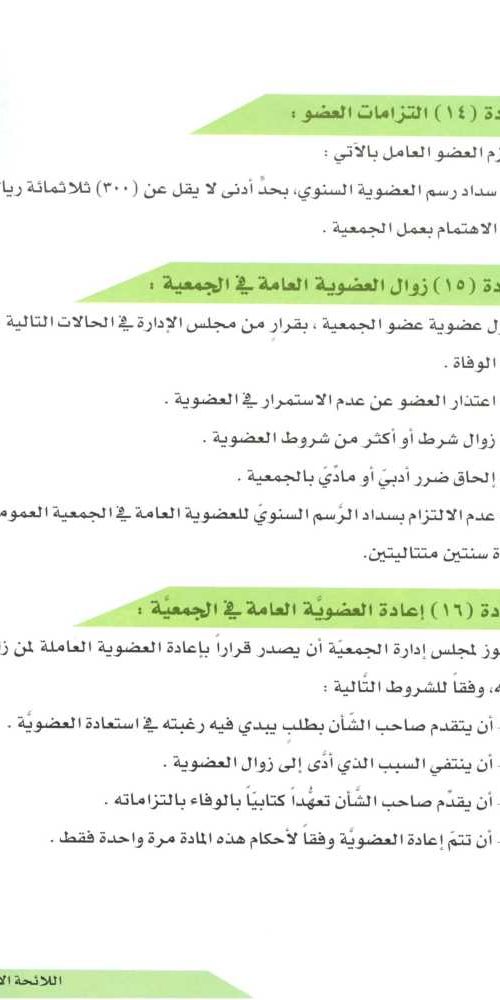 دة (١٤) التزامات العضو :
زم العضو العامل بالآتي :
سداد رسم العضوية السنوي، بحدّ أدنى لا يقل عن (٣٠٠) ثلاثمائة ريا
الاهتمام بعمل الجمعية .
دة (١٥) زوال العضوية العامة في الجمعية :
ول عضوية عضو الجمعية ، بقرارٍ من مجلس الإدارة في الحالات التالية
الوفاة .
اعتذار العضو عن عدم الاستمرار في العضوية .
زوال شرط أو أكثر من شروط العضوية .
إلحاق ضرر أدبيّ أو مادّيّ بالجمعية .
عدم الالتزام بسداد الرّسم السنويّ للعضوية العامة في الجمعية العموم
ة سنتين متتاليتين.
دة (١٦) إعادة العضويَّة العامة في الجمعيَّة :
وز لمجلس إدارة الجمعيّة أن يصدر قراراً بإعادة العضوية العاملة لمن ز
ه، وفقاً للشروط التَّالية :
- أن يتقدم صاحب الشَّأن بطلبٍ يبدي فيه رغبته في استعادة العضويَّة .
- أن ينتفي السبب الذي أدَّى إلى زوال العضوية .
- أن يقدّم صاحب الشَّأن تعهُّداً كتابيّاً بالوفاء بالتزاماته .
- أن تتمّ إعادة العضويَّة وفقاً لأحكام هذه المادة مرة واحدة فقط .
اللائحة الا